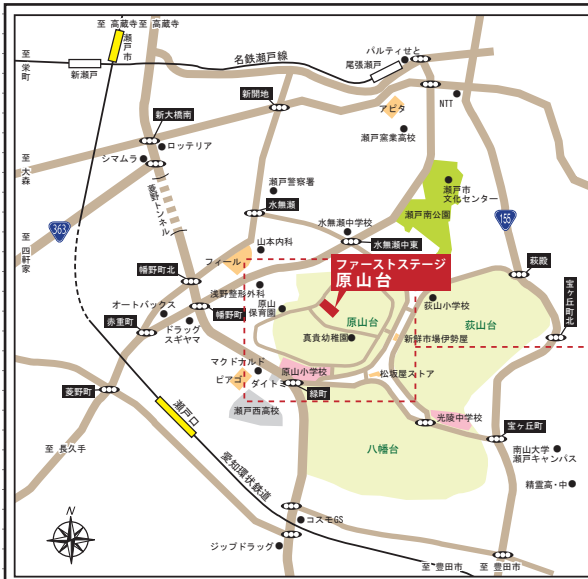 至 高蔵寺
至 高蔵寺
瀬戸市
至 栄町
新瀬戸
名鉄瀬戸線
尾張瀬戸
パルティせと
新開地
アピタ
NTT
瀬戸窯業高校
新大橋南
ロッテリア
シマムラ
至 大森
菱野トンネル
瀬戸警察署
水無瀬
瀬戸市
文化センター
瀬戸南公園
155
363
至 四軒家
水無瀬中学校
水無瀬中東
山本内科
フィール
幡野町北
ファーストステージ
原山台
萩殿
宝ヶ丘町北
浅野整形外科
原山
保育園
オートバックス
幡野町
赤重町
ドラッグ
スギヤマ
原山台
萩山小学校
萩山台
真貴幼稚園
新鮮市場伊勢屋
マクドナルド
原山小学校
松坂屋ストア
ピアゴ
ダイトミ
緑町
菱野町
瀬戸西高校
光陵中学校
宝ヶ丘町
瀬戸口
八幡台
南山大学
瀬戸キャンパス
至 長久手
愛知環状鉄道
精霊高・中
N
コスモGS
ジップドラッグ
至 豊田市
至 豊田市